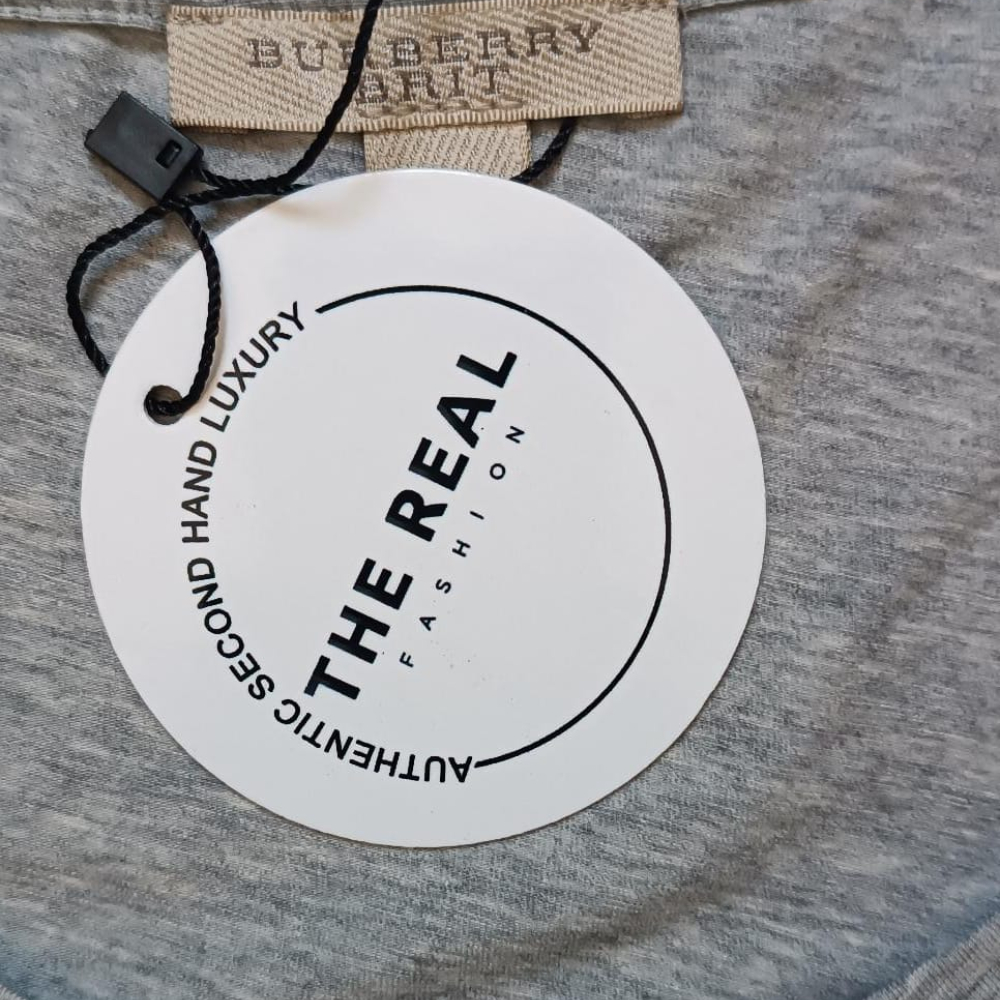 BURBERRY
BRIT
AUTHENTIC SECOND HAND LUXURY
THE REAL
FASHION